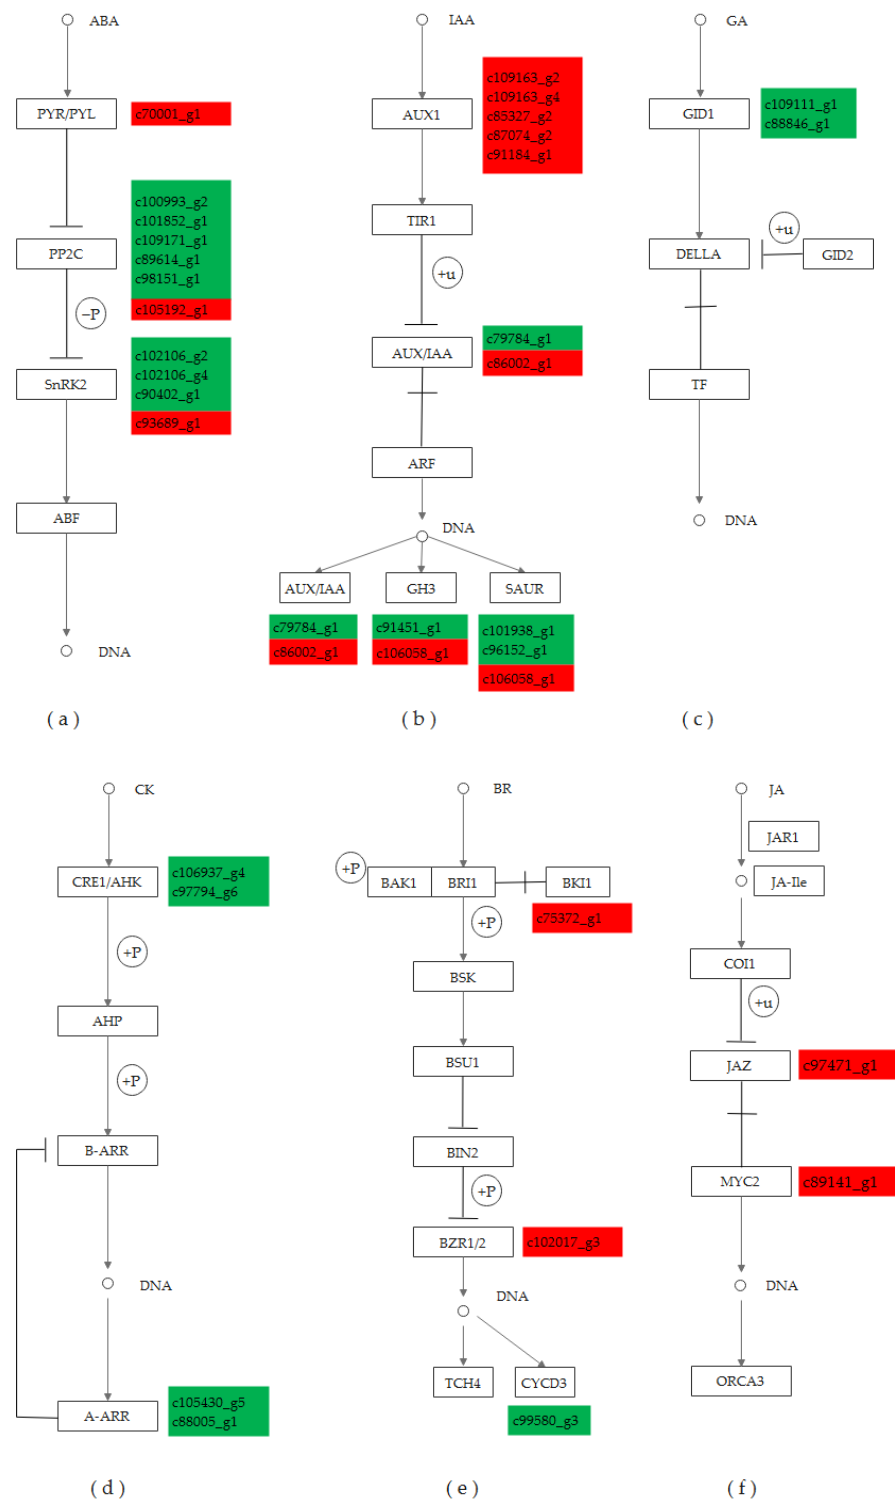 ABA
PYR/PYL
c70001_g1
c100993_g2
c101852_g1
c109171_g1
PP2C
c89614_g1
c98151_g1
–P
c105192_g1
c102106_g2
c102106_g4
SnRK2
c90402_g1
c93689_g1
ABF
DNA
( a )
IAA
c109163_g2
c109163_g4
AUX1
c85327_g2
c87074_g2
c91184_g1
TIR1
+u
AUX/IAA
c79784_g1
c86002_g1
ARF
DNA
AUX/IAA
GH3
SAUR
c79784_g1
c86002_g1
c91451_g1
c106058_g1
c101938_g1
c96152_g1
c106058_g1
( b )
GA
GID1
c109111_g1
c88846_g1
+u
DELLA
GID2
TF
DNA
( c )
CK
CRE1/AHK
c106937_g4
c97794_g6
+P
AHP
+P
B-ARR
DNA
A-ARR
c105430_g5
c88005_g1
( d )
BR
+P
BAK1
BRI1
BKI1
c75372_g1
+P
BSK
BSU1
BIN2
+P
BZR1/2
c102017_g3
DNA
TCH4
CYCD3
c99580_g3
( e )
JA
JAR1
JA-Ile
COI1
+u
JAZ
c97471_g1
MYC2
c89141_g1
DNA
ORCA3
( f )